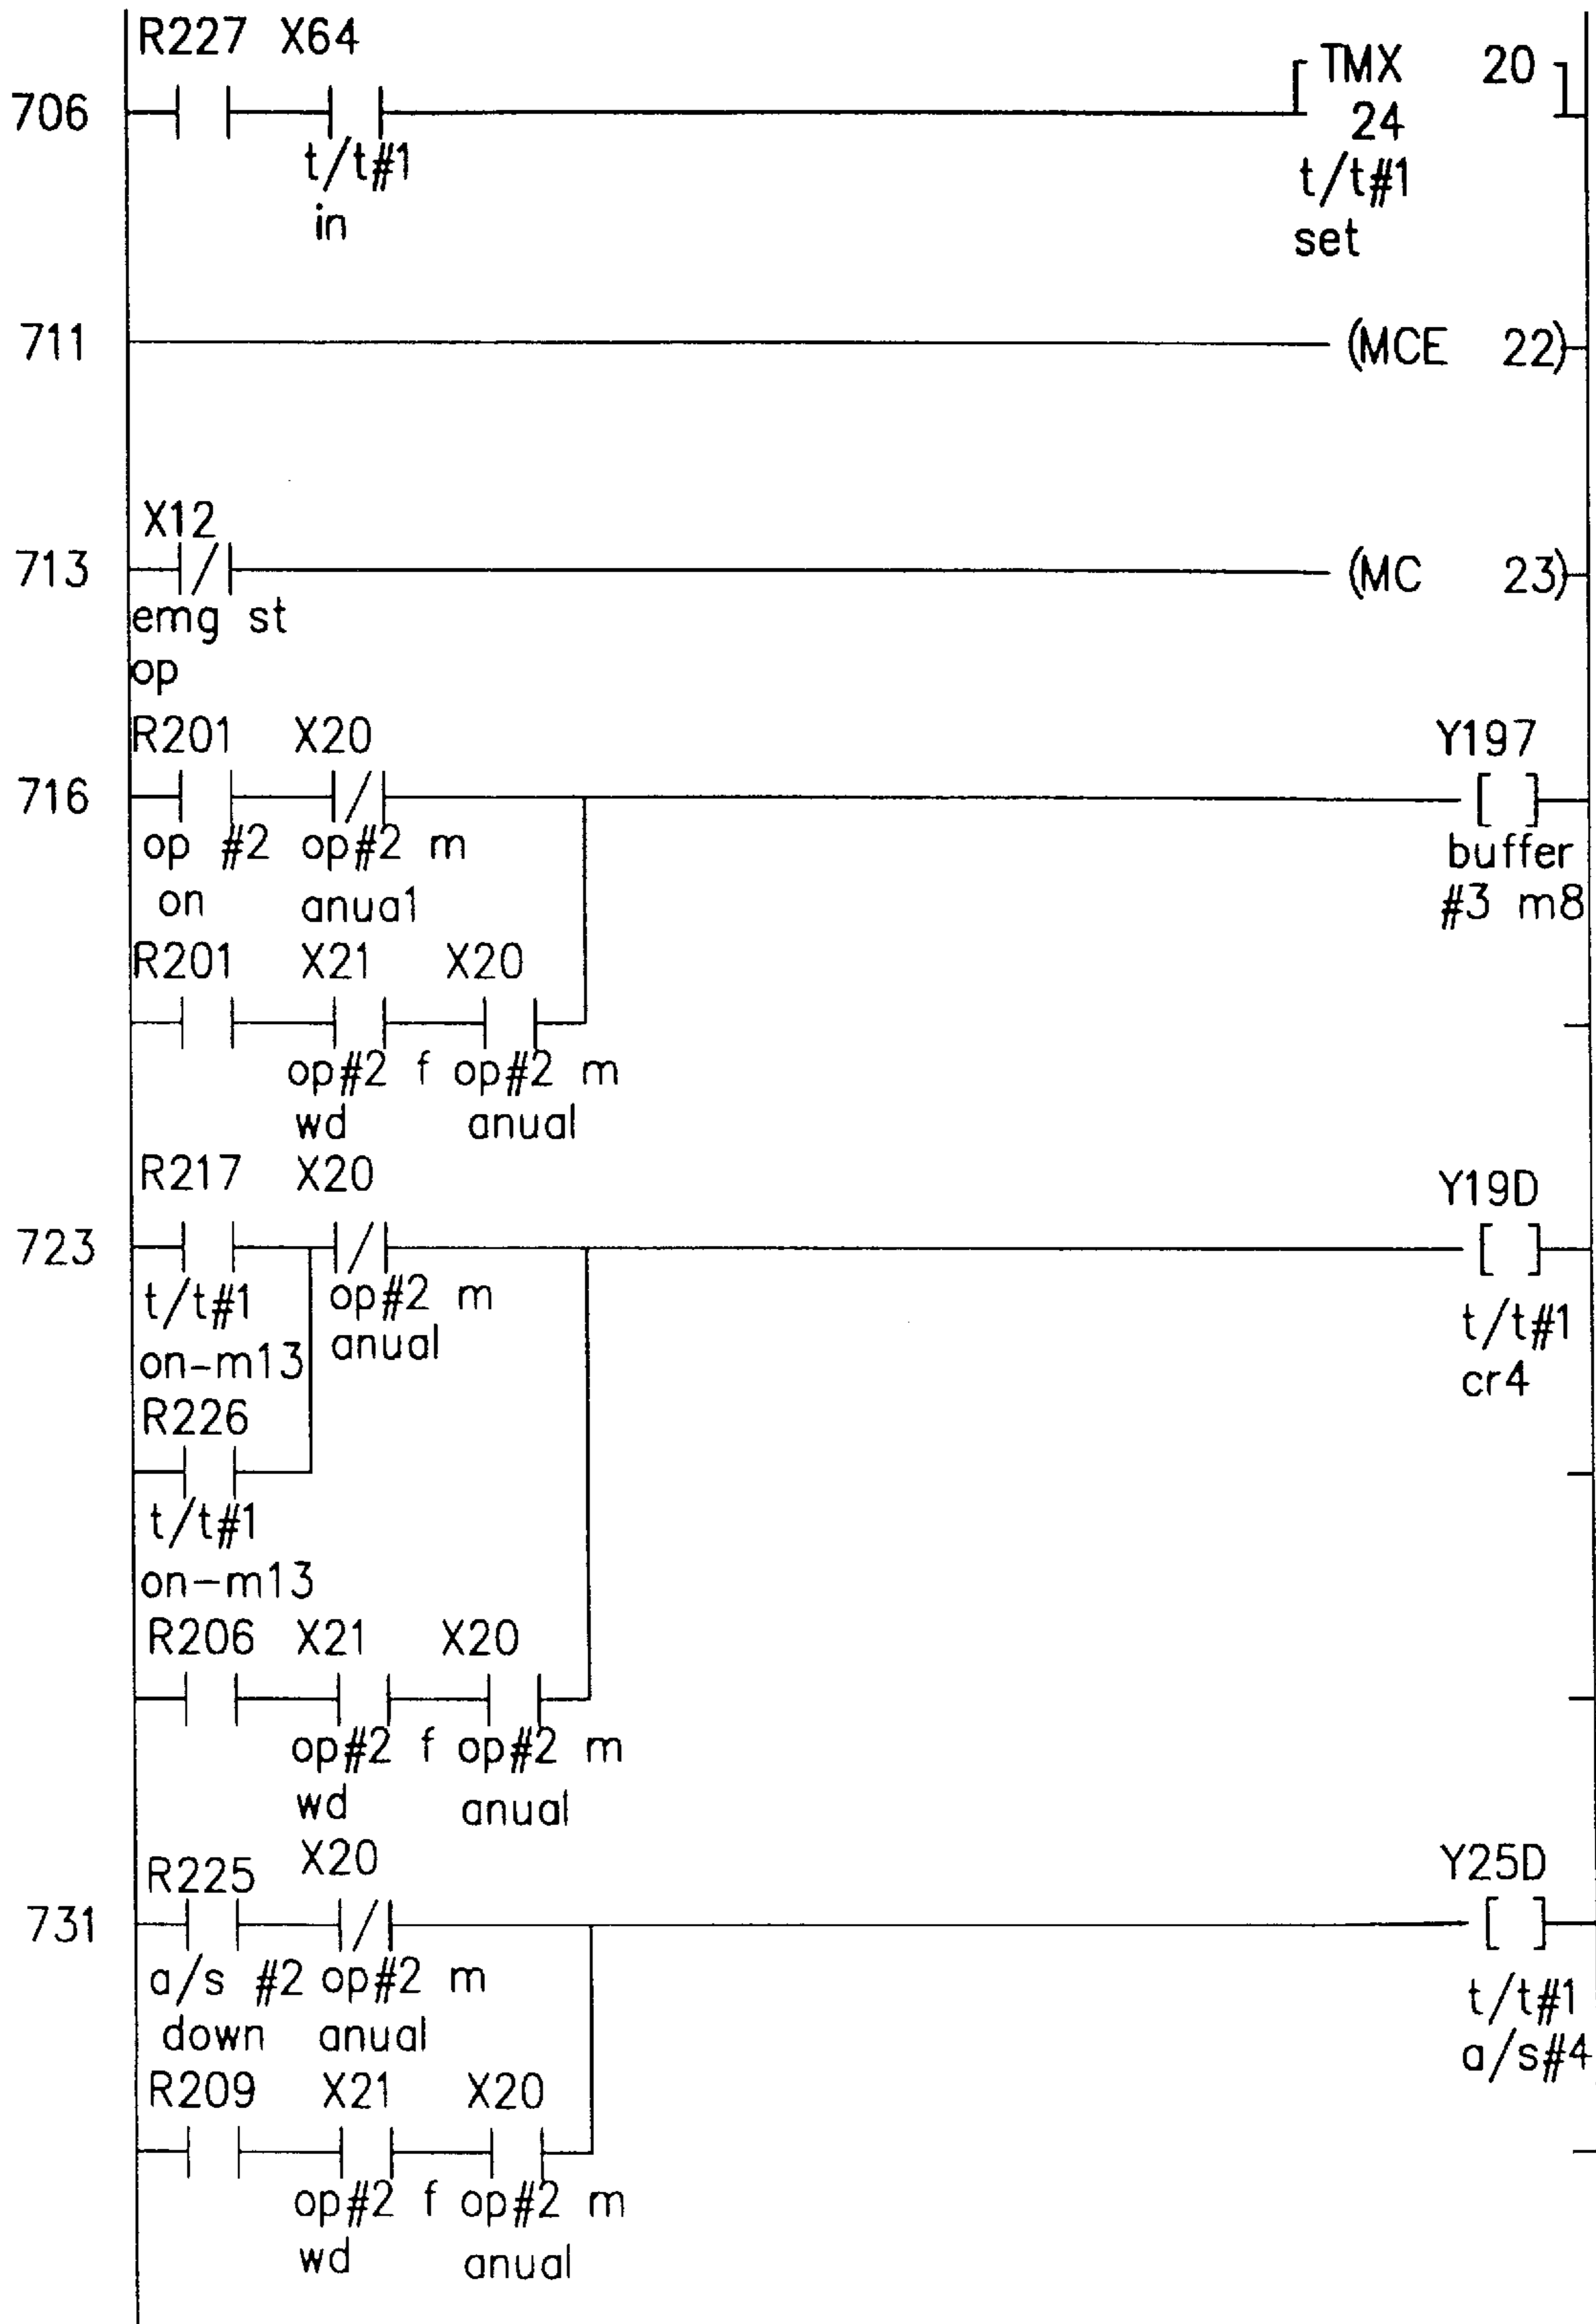 R227 X64
706
TMX 20
24
t/t#1
in
t/t#1
set
711
(MCE 22)
X12
713
(MC 23)
emg st
op
R201 X20
Y197
716
[ ]
op #2 op#2 m
on anua1
buffer
#3 m8
R201 X21 X20
op#2 f op#2 m
wd anual
R217 X20
Y19D
723
[ ]
t/t#1 op#2 m
on-m13 anual
t/t#1
cr4
R226
t/t#1
on-m13
R206 X21 X20
op#2 f op#2 m
wd anual
R225 X20
Y25D
731
[ ]
a/s #2 op#2 m
down anual
t/t#1
a/s#4
R209 X21 X20
op#2 f op#2 m
wd anual